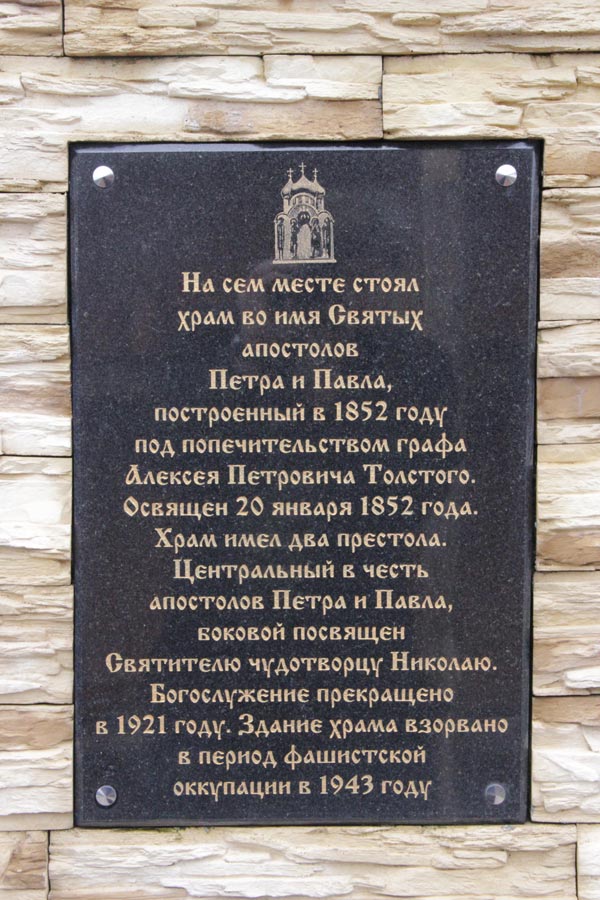 На сем месте стоял
храм во имя Святых
апостолов
Петра и Павла,
построенный в 1852 году
под попечительством графа
Алексея Петровича Толстого.
Освящен 20 января 1852 года.
Храм имел два престола.
Центральный в честь
апостолов Петра и Павла,
боковой посвящен
Святителю чудотворцу Николаю.
Богослужение прекращено
в 1921 году. Здание храма взорвано
в период фашистской
оккупации в 1943 году